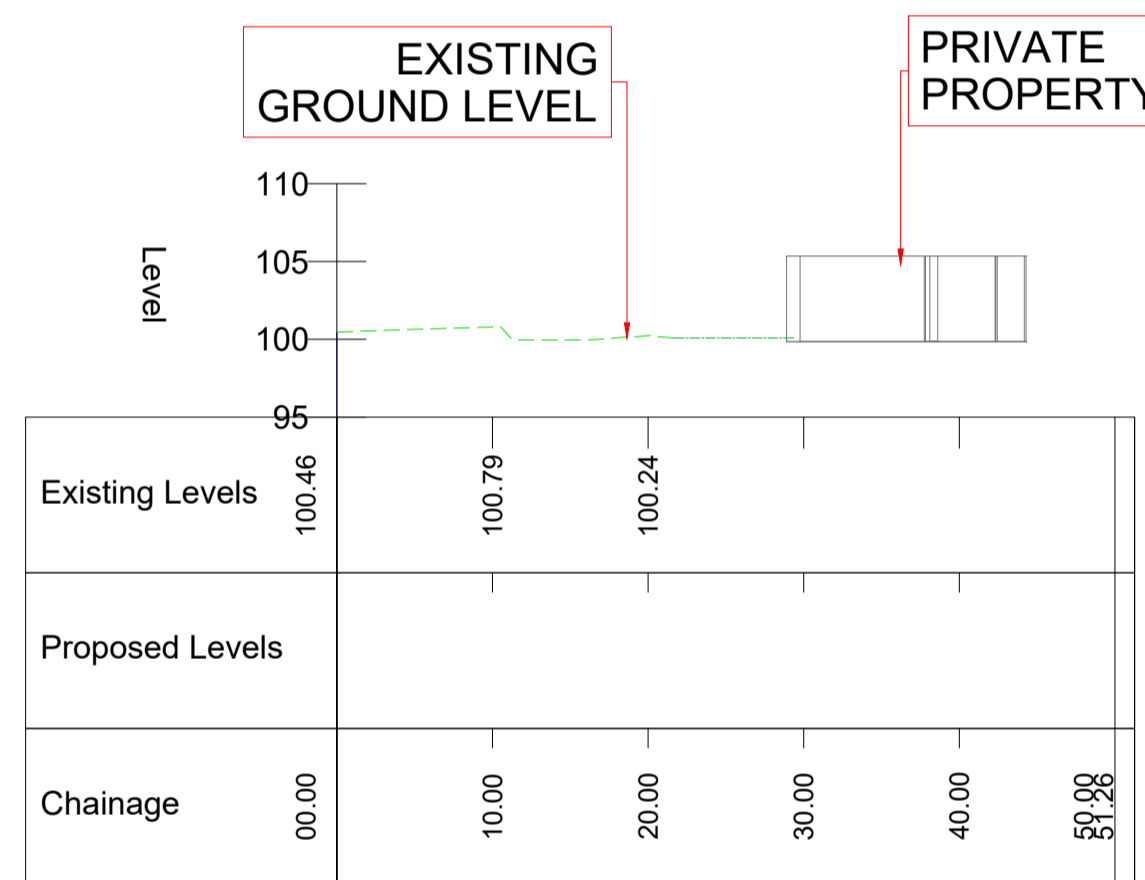 EXISTING
GROUND LEVEL
PRIVATE
PROPERTY
Level
110
105
100
95
Existing Levels
100.46
100.79
100.24
Proposed Levels
Chainage
00.00
10.00
20.00
30.00
40.00
50.00
51.26